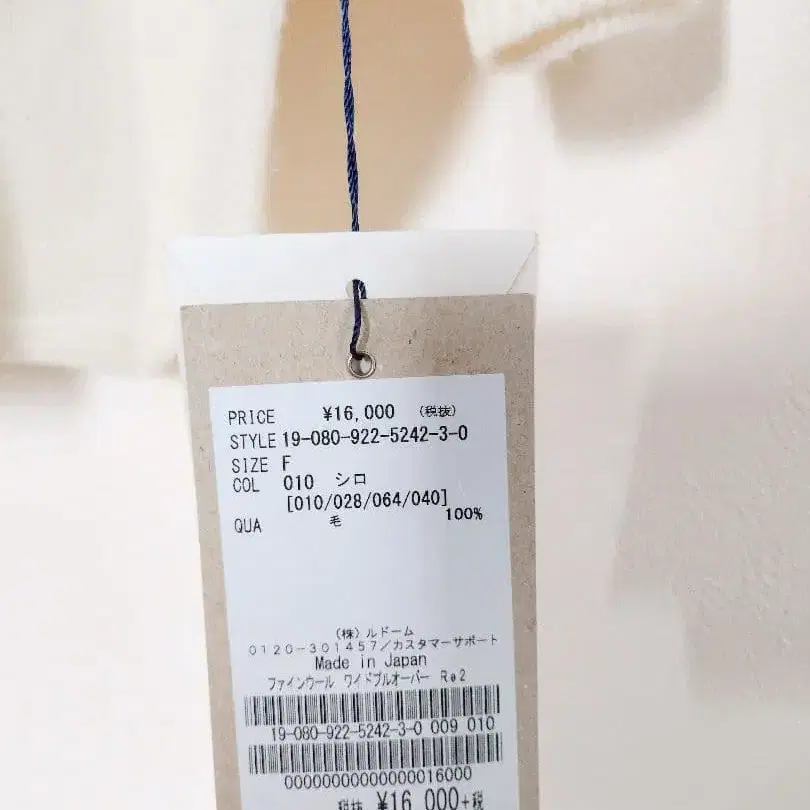 PRICE ¥16,000 (税抜)
STYLE 19-080-922-5242-3-0
SIZE F
COL 010 シロ
[010/028/064/040]
QUA 毛 100%
(株)ルドーム
0120-301457/カスタマーサポート
Made in Japan
ファインウール ワイドプルオーバー Re2
19-080-922-5242-3-0 009 010
00000000000000016000
税抜 ¥16,000+税